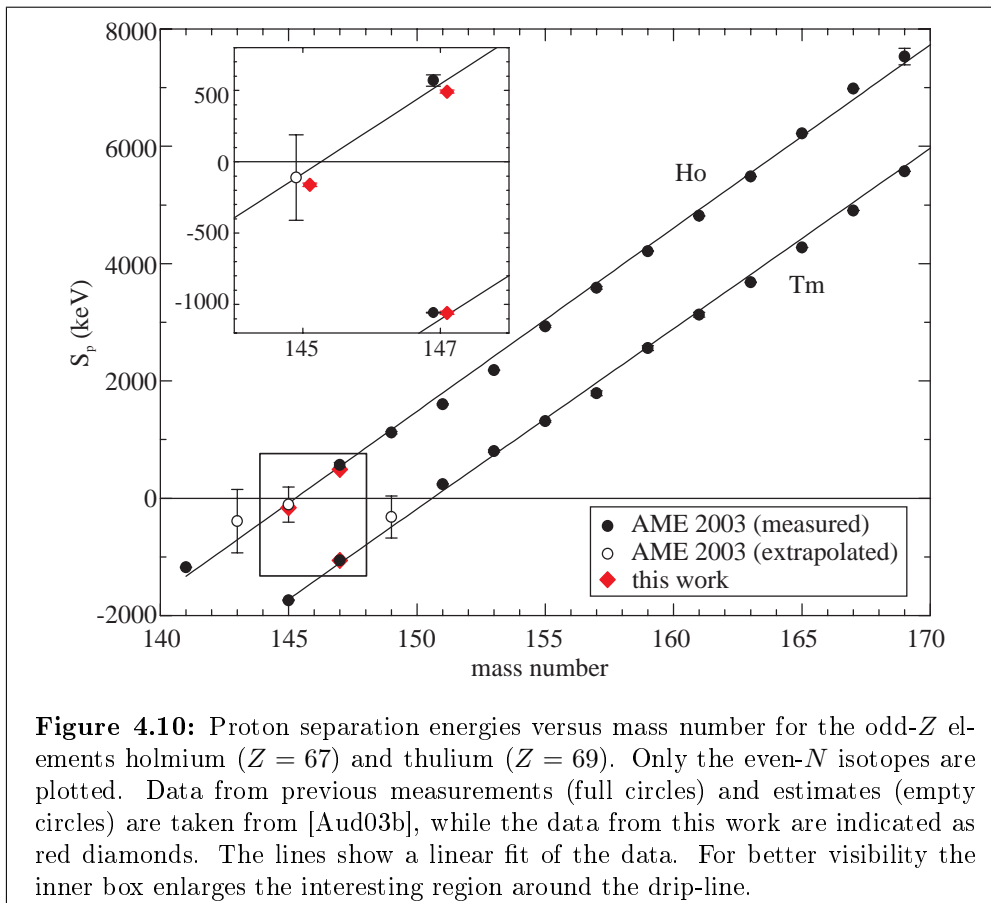 8000
6000
4000
2000
0
-2000
S_p (keV)
500
0
-500
-1000
145 147
Ho
Tm
AME 2003 (measured)
AME 2003 (extrapolated)
this work
140 145 150 155 160 165 170
mass number
Figure 4.10: Proton separation energies versus mass number for the odd-Z el-
ements holmium (Z = 67) and thulium (Z = 69). Only the even-N isotopes are
plotted. Data from previous measurements (full circles) and estimates (empty
circles) are taken from [Aud03b], while the data from this work are indicated as
red diamonds. The lines show a linear fit of the data. For better visibility the
inner box enlarges the interesting region around the drip-line.